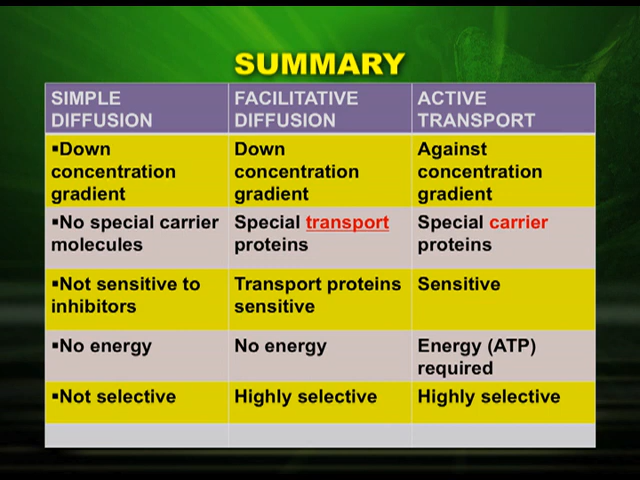 SUMMARY
SIMPLE
DIFFUSION
FACILITATIVE
DIFFUSION
ACTIVE
TRANSPORT
▪Down
concentration
gradient
Down
concentration
gradient
Against
concentration
gradient
▪No special carrier
molecules
Special transport
proteins
Special carrier
proteins
▪Not sensitive to
inhibitors
Transport proteins
sensitive
Sensitive
▪No energy
No energy
Energy (ATP)
required
▪Not selective
Highly selective
Highly selective